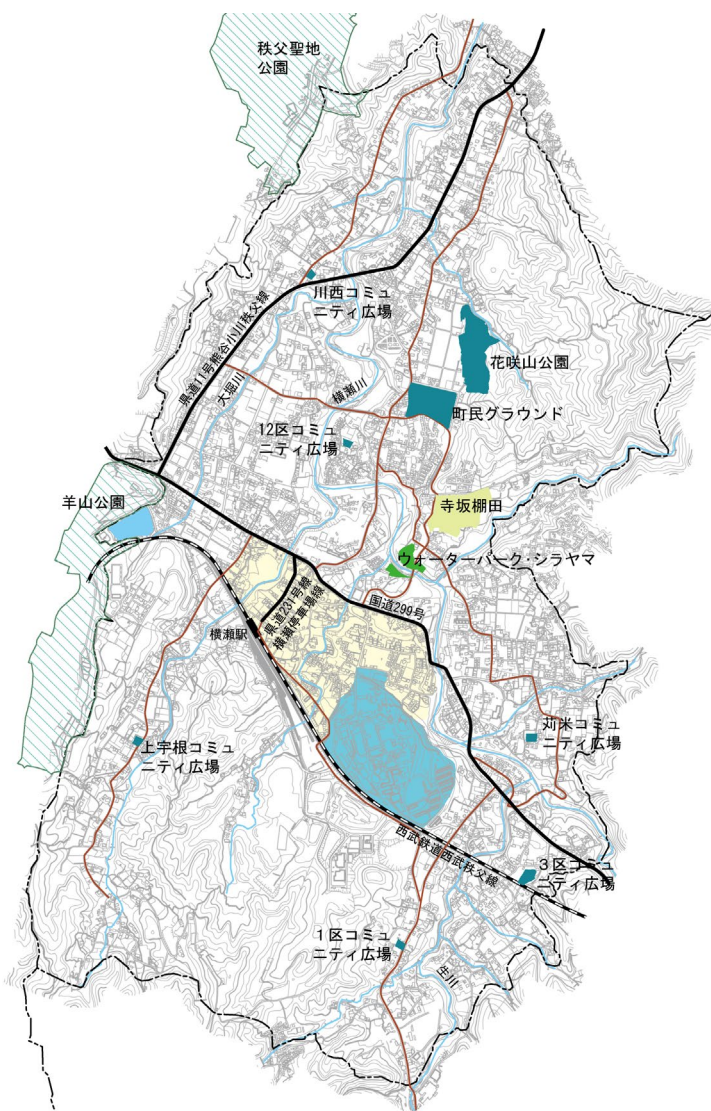 秩父聖地
公園
川西コミュ
ニティ広場
県道11号熊谷小川秩父線
大堀川
横瀬川
花咲山公園
町民グラウンド
12区コミュ
ニティ広場
羊山公園
寺坂棚田
ウォーターパーク・シラヤマ
国道299号
県道231号線
横瀬停車場線
横瀬駅
苅米コミュ
ニティ広場
上宇根コミュ
ニティ広場
西武鉄道西武秩父線
3区コミュ
ニティ広場
1区コミュ
ニティ広場
生川